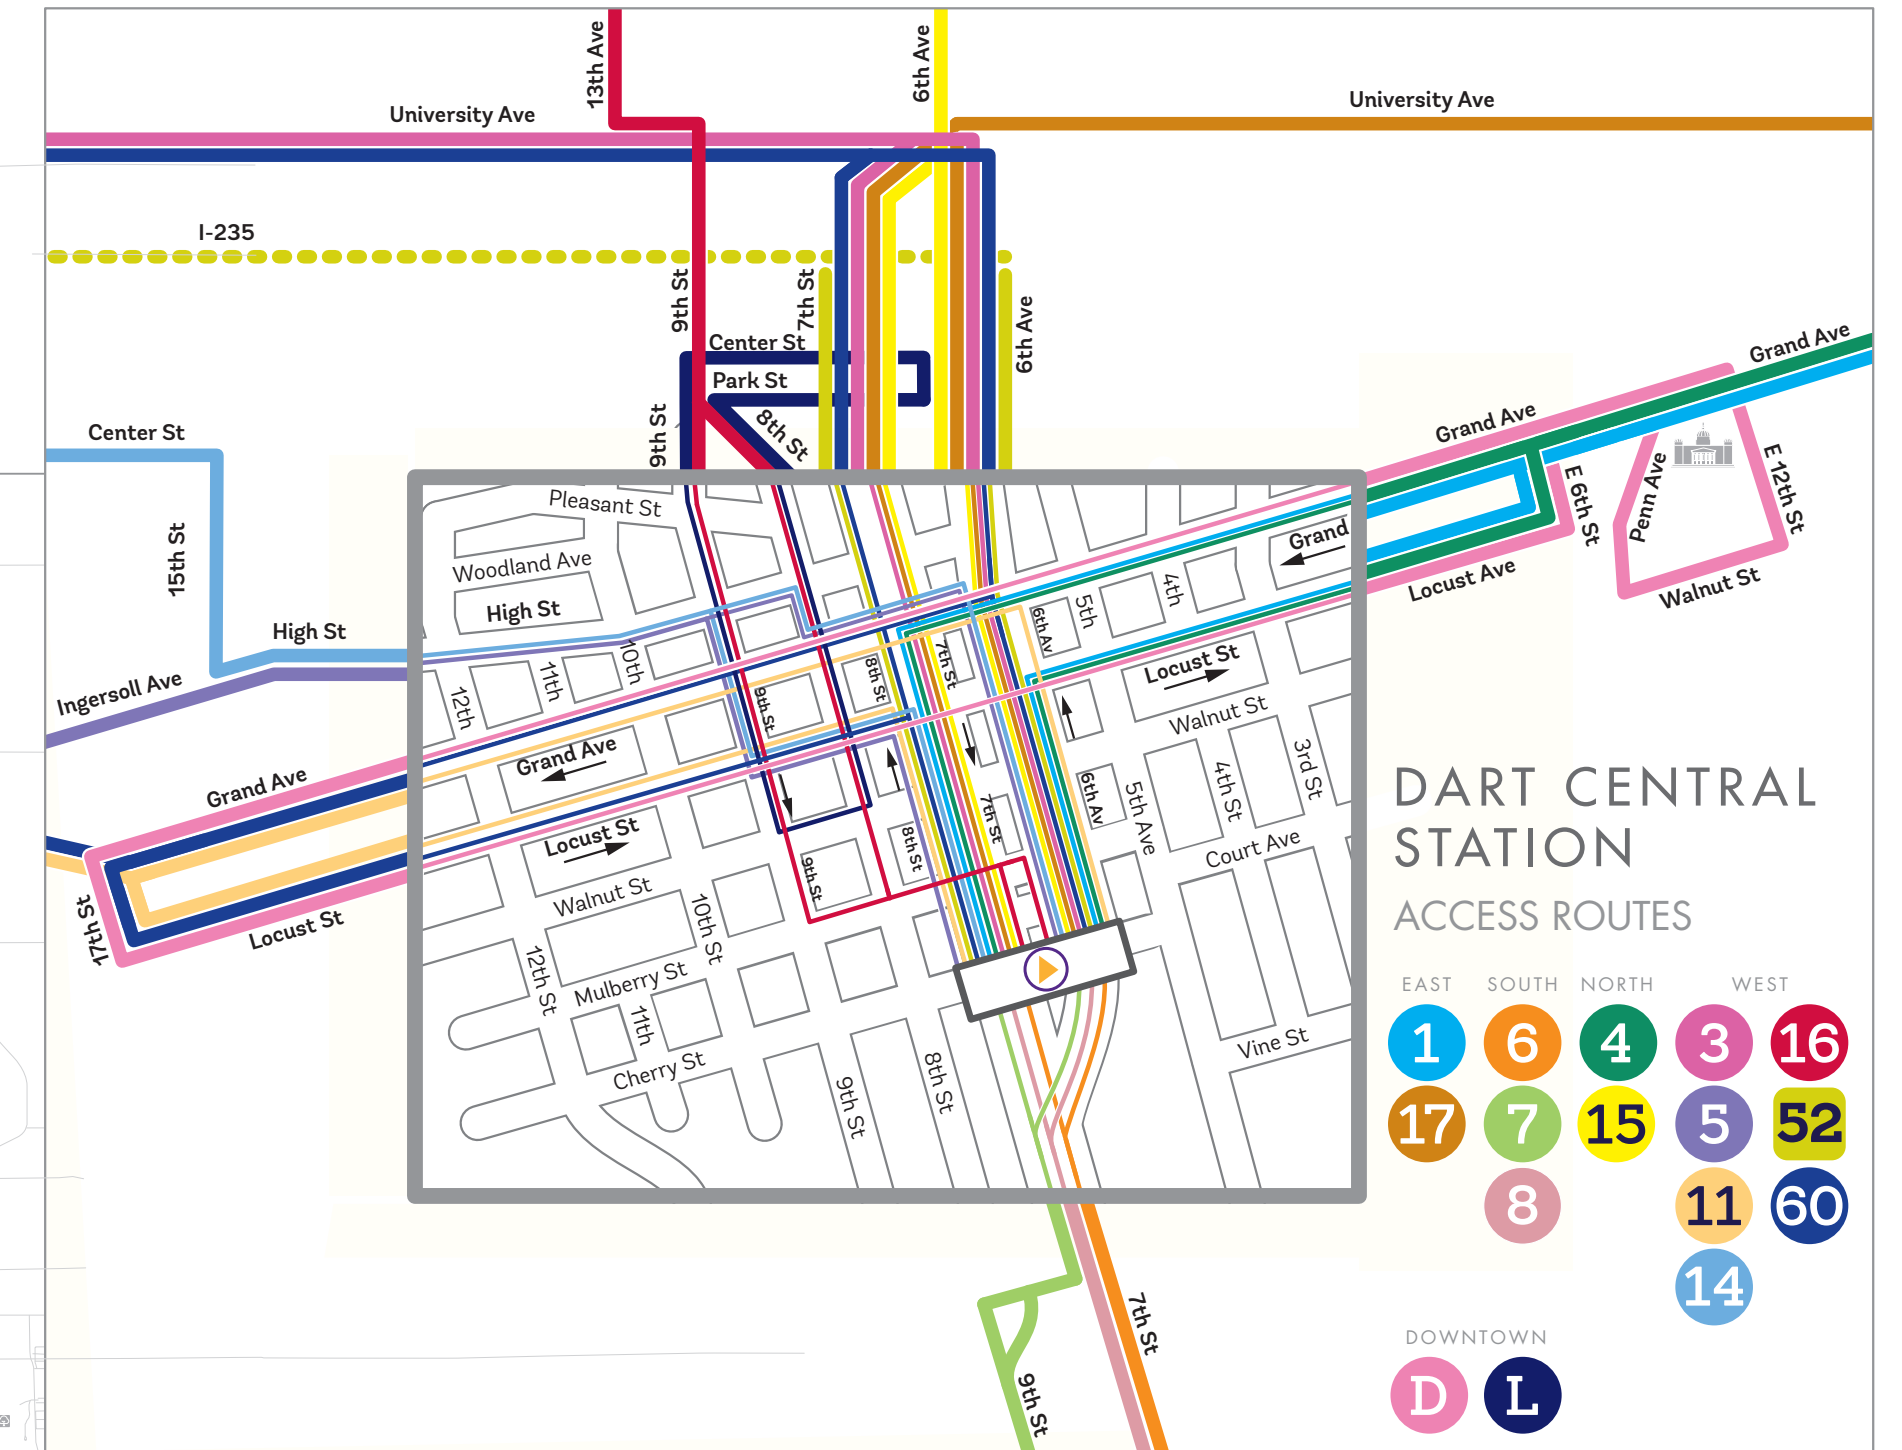 13th Ave
6th Ave
University Ave
University Ave
I-235
9th St
7th St
6th Ave
Center St
Park St
8th St
9th St
Grand Ave
Grand Ave
Center St
15th St
High St
Ingersoll Ave
Pleasant St
Woodland Ave
High St
Grand
E 6th St
Penn Ave
E 12th St
Locust Ave
Walnut St
12th
11th
10th
9th St
8th St
7th St
6th Av
5th
4th
Locust St
Walnut St
Grand Ave
Grand Ave
Locust St
Walnut St
17th St
Locust St
9th St
8th St
7th St
6th Av
5th Ave
4th St
3rd St
Court Ave
10th St
12th St
Mulberry St
11th
Cherry St
9th St
8th St
Vine St
7th St
9th St
DART CENTRAL
STATION
ACCESS ROUTES
EAST SOUTH NORTH WEST
1 6 4 3 16
17 7 15 5 52
8 11 60
14
DOWNTOWN
D L